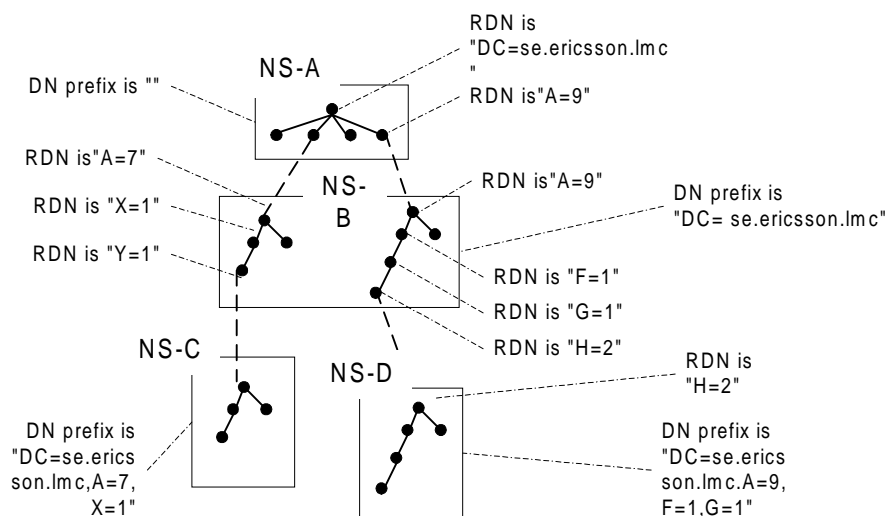 RDN is
"DC=se.ericsson.lmc
"
NS-A
DN prefix is ""
RDN is "A=9"
RDN is"A=7"
NS-
B
RDN is"A=9"
RDN is "X=1"
DN prefix is
"DC= se.ericsson.lmc"
RDN is "Y=1"
RDN is "F=1"
RDN is "G=1"
NS-C
RDN is "H=2"
NS-D
RDN is
"H=2"
DN prefix is
"DC=se.erics
son.lmc,A=7,
X=1"
DN prefix is
"DC=se.erics
son.lmc.A=9,
F=1,G=1"